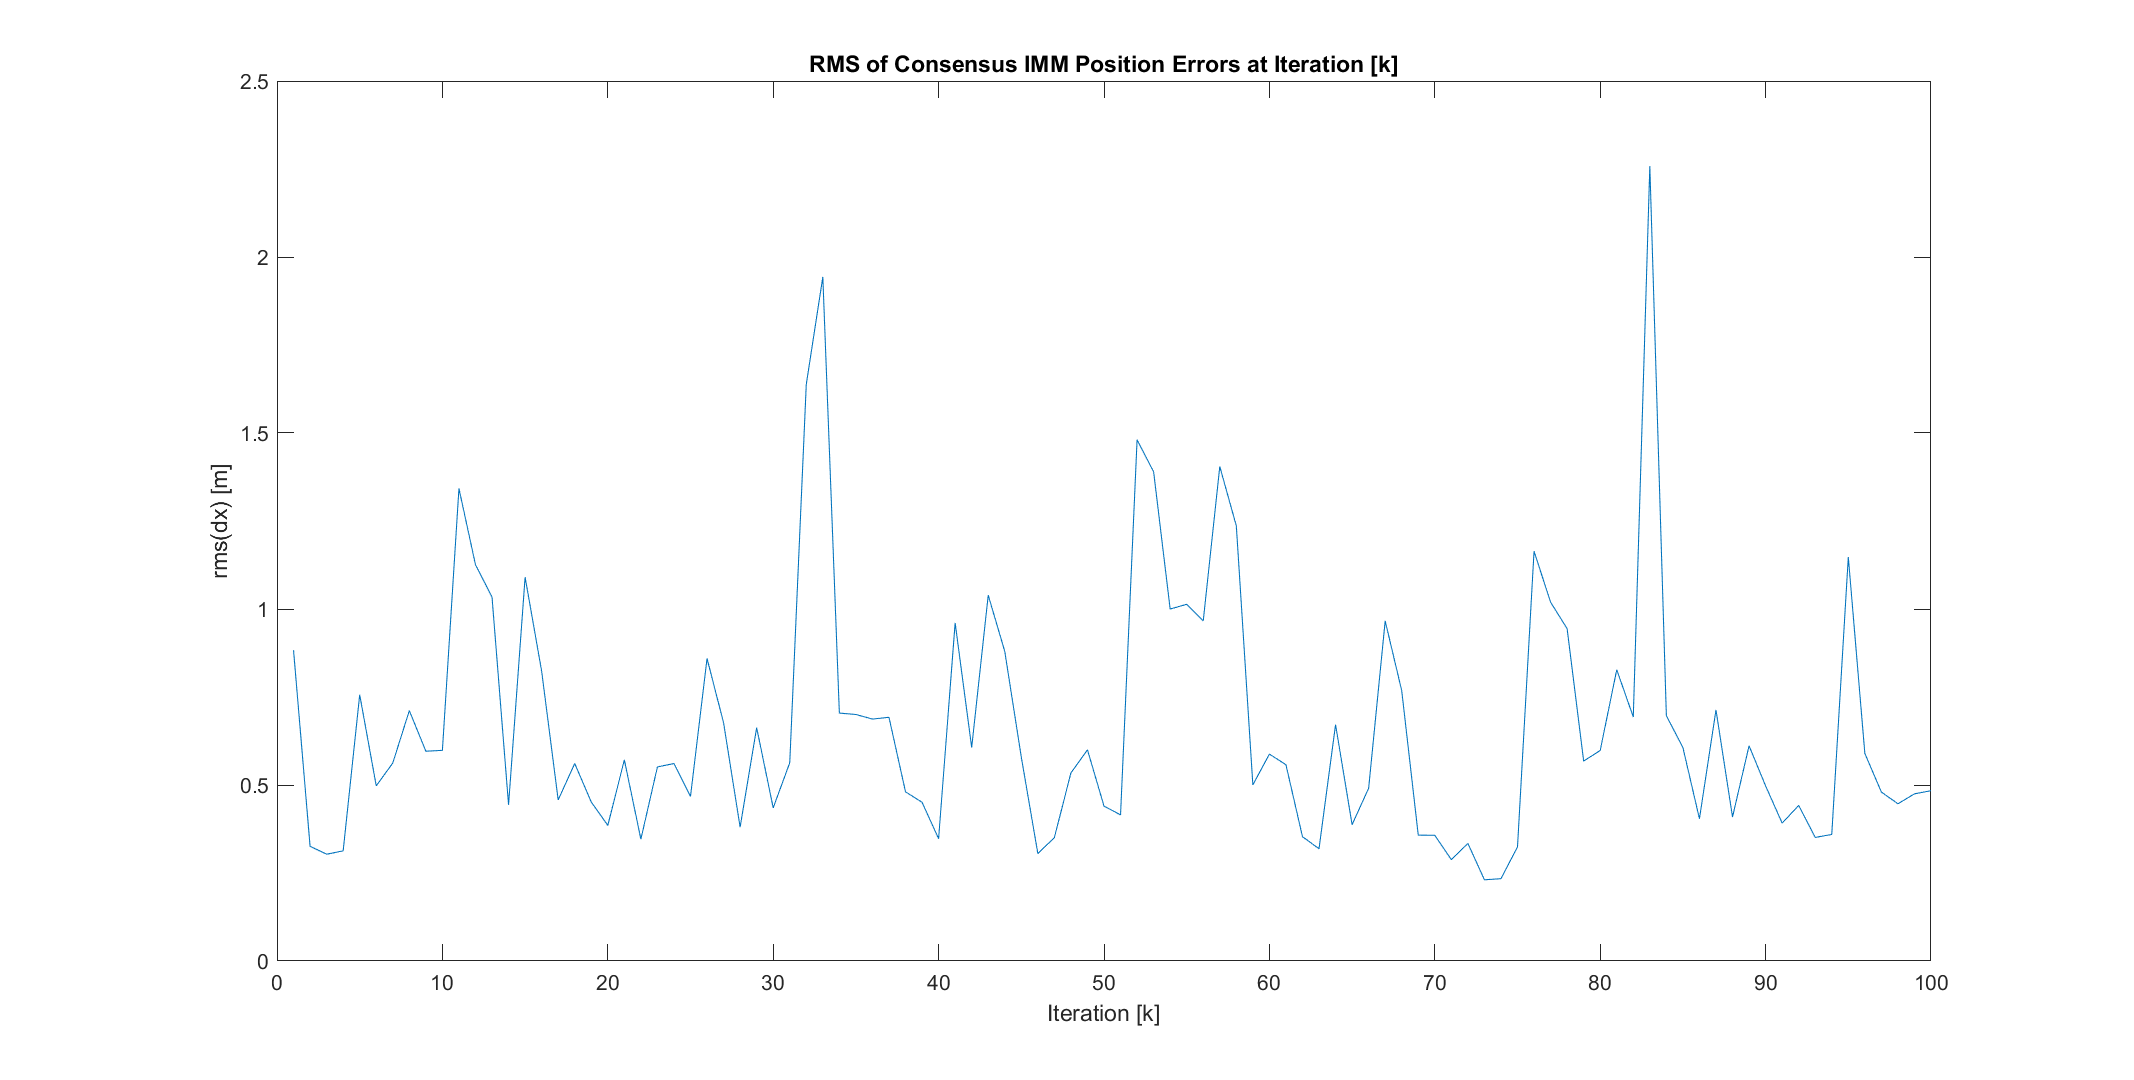 RMS of Consensus IMM Position Errors at Iteration [k]
2.5
2
1.5
1
0.5
0
rms(dx) [m]
0 10 20 30 40 50 60 70 80 90 100
Iteration [k]